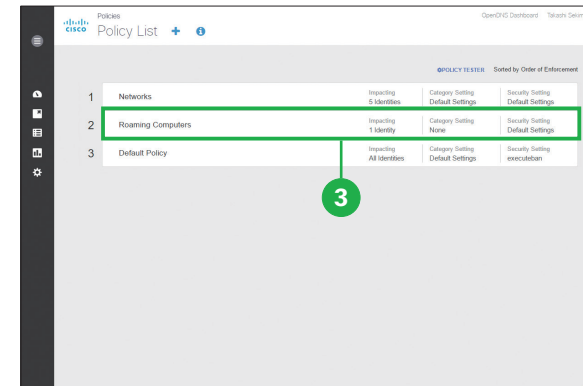 Policies
OpenDNS Dashboard Takashi Sekim
CISCO Policy List
POLICY TESTER Sorted by Order of Enforcement
1 Networks Impacting 5 Identities Category Setting Default Settings Security Setting Default Settings
2 Roaming Computers Impacting 1 Identity Category Setting None Security Setting Default Settings
3 Default Policy Impacting All Identities Category Setting Default Settings Security Setting executeban
3